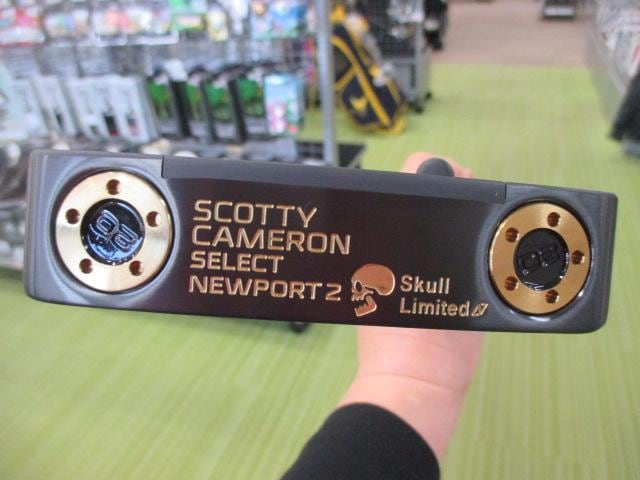 SCOTTY
CAMERON
SELECT
NEWPORT 2
Skull
Limited